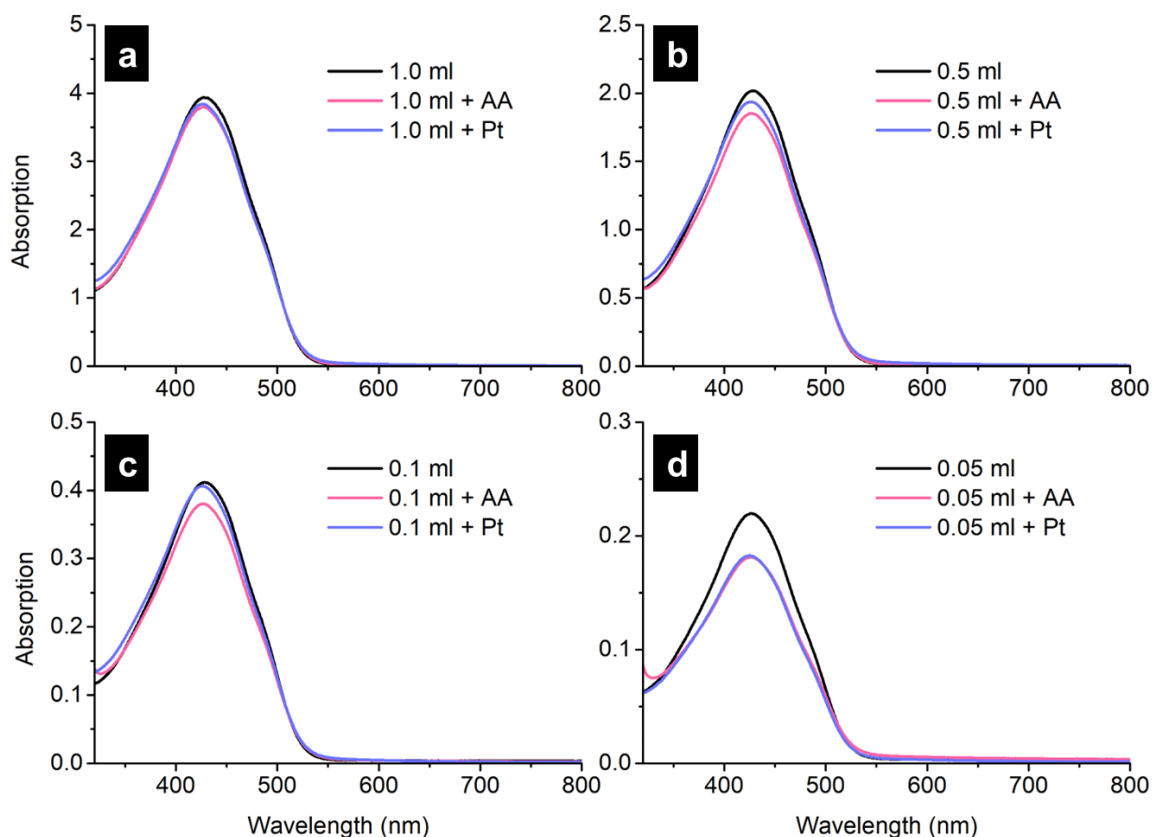 a
5
4
3
2
1
0
Absorption
1.0 ml
1.0 ml + AA
1.0 ml + Pt
400 500 600 700 800
b
2.5
2.0
1.5
1.0
0.5
0.0
0.5 ml
0.5 ml + AA
0.5 ml + Pt
400 500 600 700 800
c
0.5
0.4
0.3
0.2
0.1
0.0
Absorption
0.1 ml
0.1 ml + AA
0.1 ml + Pt
400 500 600 700 800
Wavelength (nm)
d
0.3
0.2
0.1
0.0
0.05 ml
0.05 ml + AA
0.05 ml + Pt
400 500 600 700 800
Wavelength (nm)